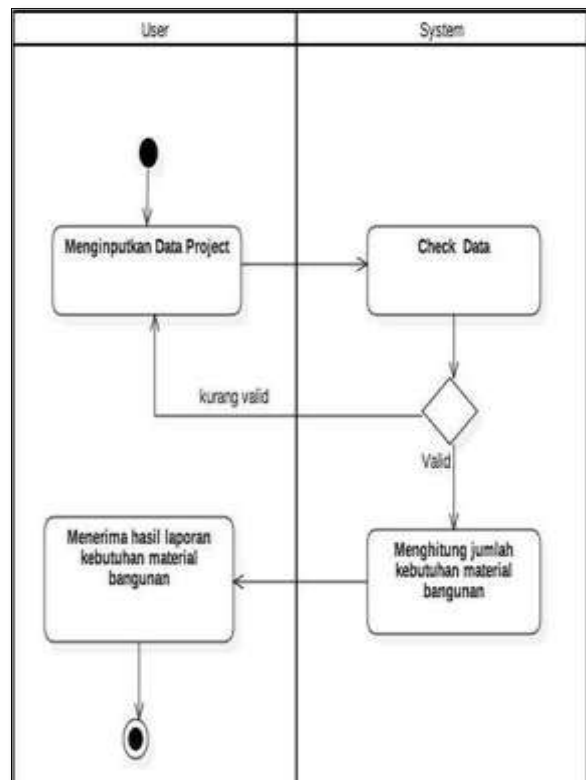 User
System
Menginputkan Data Project
Check Data
kurang valid
Valid
Menerima hasil laporan
kebutuhan material
bangunan
Menghitung jumlah
kebutuhan material
bangunan